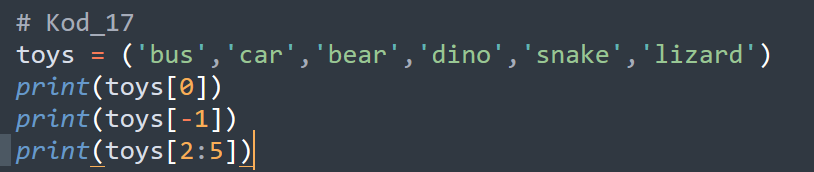 # Kod_17
toys = ('bus','car','bear','dino','snake','lizard')
print(toys[0])
print(toys[-1])
print(toys[2:5])